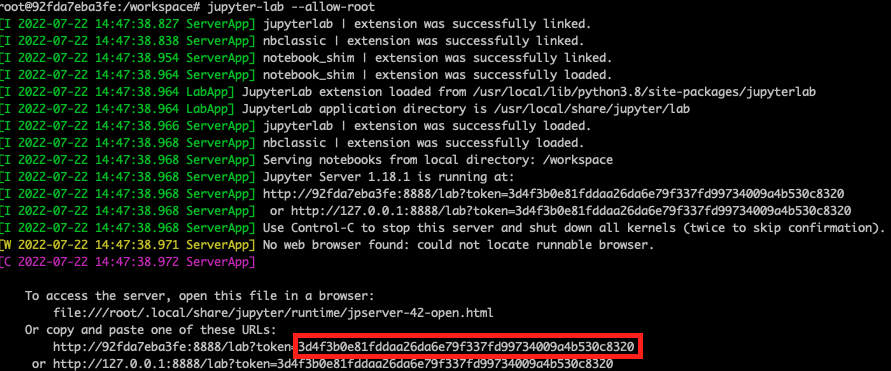 root@92fda7eba3fe:/workspace# jupyter-lab --allow-root
[I 2022-07-22 14:47:38.827 ServerApp] jupyterlab | extension was successfully linked.
[I 2022-07-22 14:47:38.838 ServerApp] nbclassic | extension was successfully linked.
[I 2022-07-22 14:47:38.954 ServerApp] notebook_shim | extension was successfully linked.
[I 2022-07-22 14:47:38.964 ServerApp] notebook_shim | extension was successfully loaded.
[I 2022-07-22 14:47:38.964 LabApp] JupyterLab extension loaded from /usr/local/lib/python3.8/site-packages/jupyterlab
[I 2022-07-22 14:47:38.964 LabApp] JupyterLab application directory is /usr/local/share/jupyter/lab
[I 2022-07-22 14:47:38.966 ServerApp] jupyterlab | extension was successfully loaded.
[I 2022-07-22 14:47:38.968 ServerApp] nbclassic | extension was successfully loaded.
[I 2022-07-22 14:47:38.968 ServerApp] Serving notebooks from local directory: /workspace
[I 2022-07-22 14:47:38.968 ServerApp] Jupyter Server 1.18.1 is running at:
[I 2022-07-22 14:47:38.968 ServerApp] http://92fda7eba3fe:8888/lab?token=3d4f3b0e81fddaa26da6e79f337fd99734009a4b530c8320
[I 2022-07-22 14:47:38.968 ServerApp]  or http://127.0.0.1:8888/lab?token=3d4f3b0e81fddaa26da6e79f337fd99734009a4b530c8320
[I 2022-07-22 14:47:38.968 ServerApp] Use Control-C to stop this server and shut down all kernels (twice to skip confirmation).
[W 2022-07-22 14:47:38.971 ServerApp] No web browser found: could not locate runnable browser.
[C 2022-07-22 14:47:38.972 ServerApp]
To access the server, open this file in a browser:
file:///root/.local/share/jupyter/runtime/jpserver-42-open.html
Or copy and paste one of these URLs:
http://92fda7eba3fe:8888/lab?token=3d4f3b0e81fddaa26da6e79f337fd99734009a4b530c8320
or http://127.0.0.1:8888/lab?token=3d4f3b0e81fddaa26da6e79f337fd99734009a4b530c8320